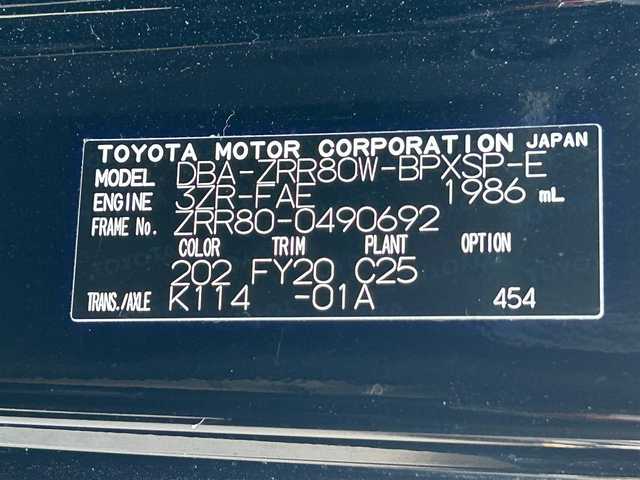 TOYOTA MOTOR CORPORATION JAPAN
MODEL DBA-ZRR80W-BPXSP-E
ENGINE 3ZR-FAE 1986 mL
FRAME No. ZRR80-0490692
COLOR TRIM PLANT OPTION
202 FY20 C25
TRANS./AXLE K114 -01A 454